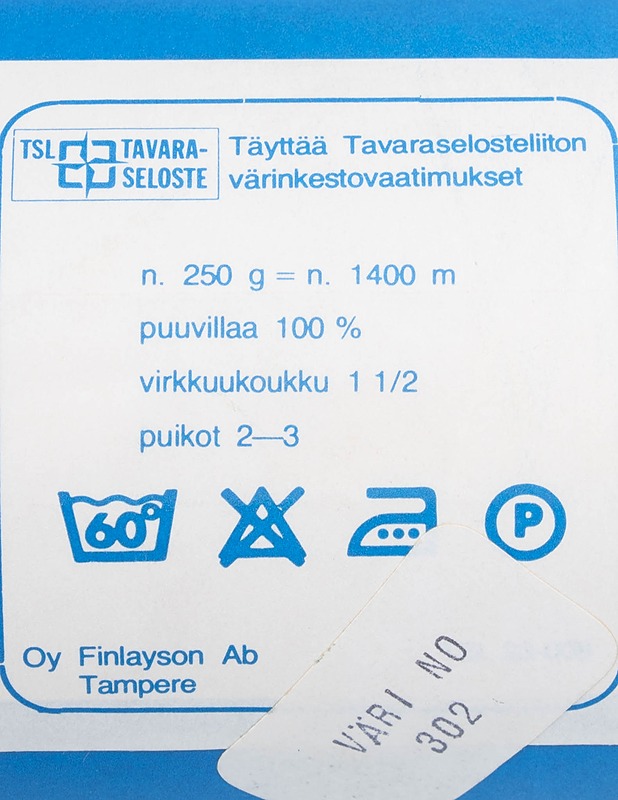 TSL TAVARA-
SELOSTE
Täyttää Tavaraselosteliiton
värinkestovaatimukset
n. 250 g = n. 1400 m
puuvillaa 100 %
virkkuukoukku 1 1/2
puikot 2—3
60°
P
Oy Finlayson Ab
Tampere
VÄRI NO
302